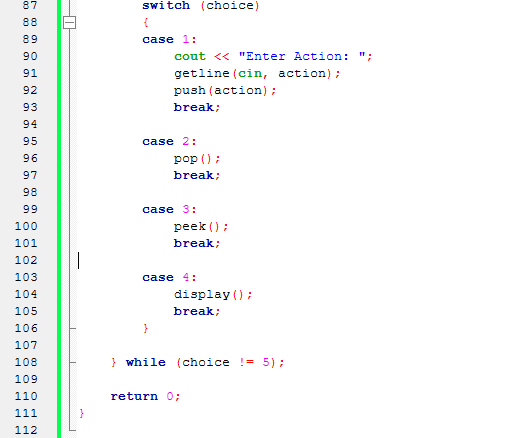 87 switch (choice)
88 {
89 case 1:
90 cout << "Enter Action: ";
91 getline(cin, action);
92 push(action);
93 break;
94
95 case 2:
96 pop();
97 break;
98
99 case 3:
100 peek();
101 break;
102
103 case 4:
104 display();
105 break;
106 }
107
108 } while (choice != 5);
109
110 return 0;
111 }
112